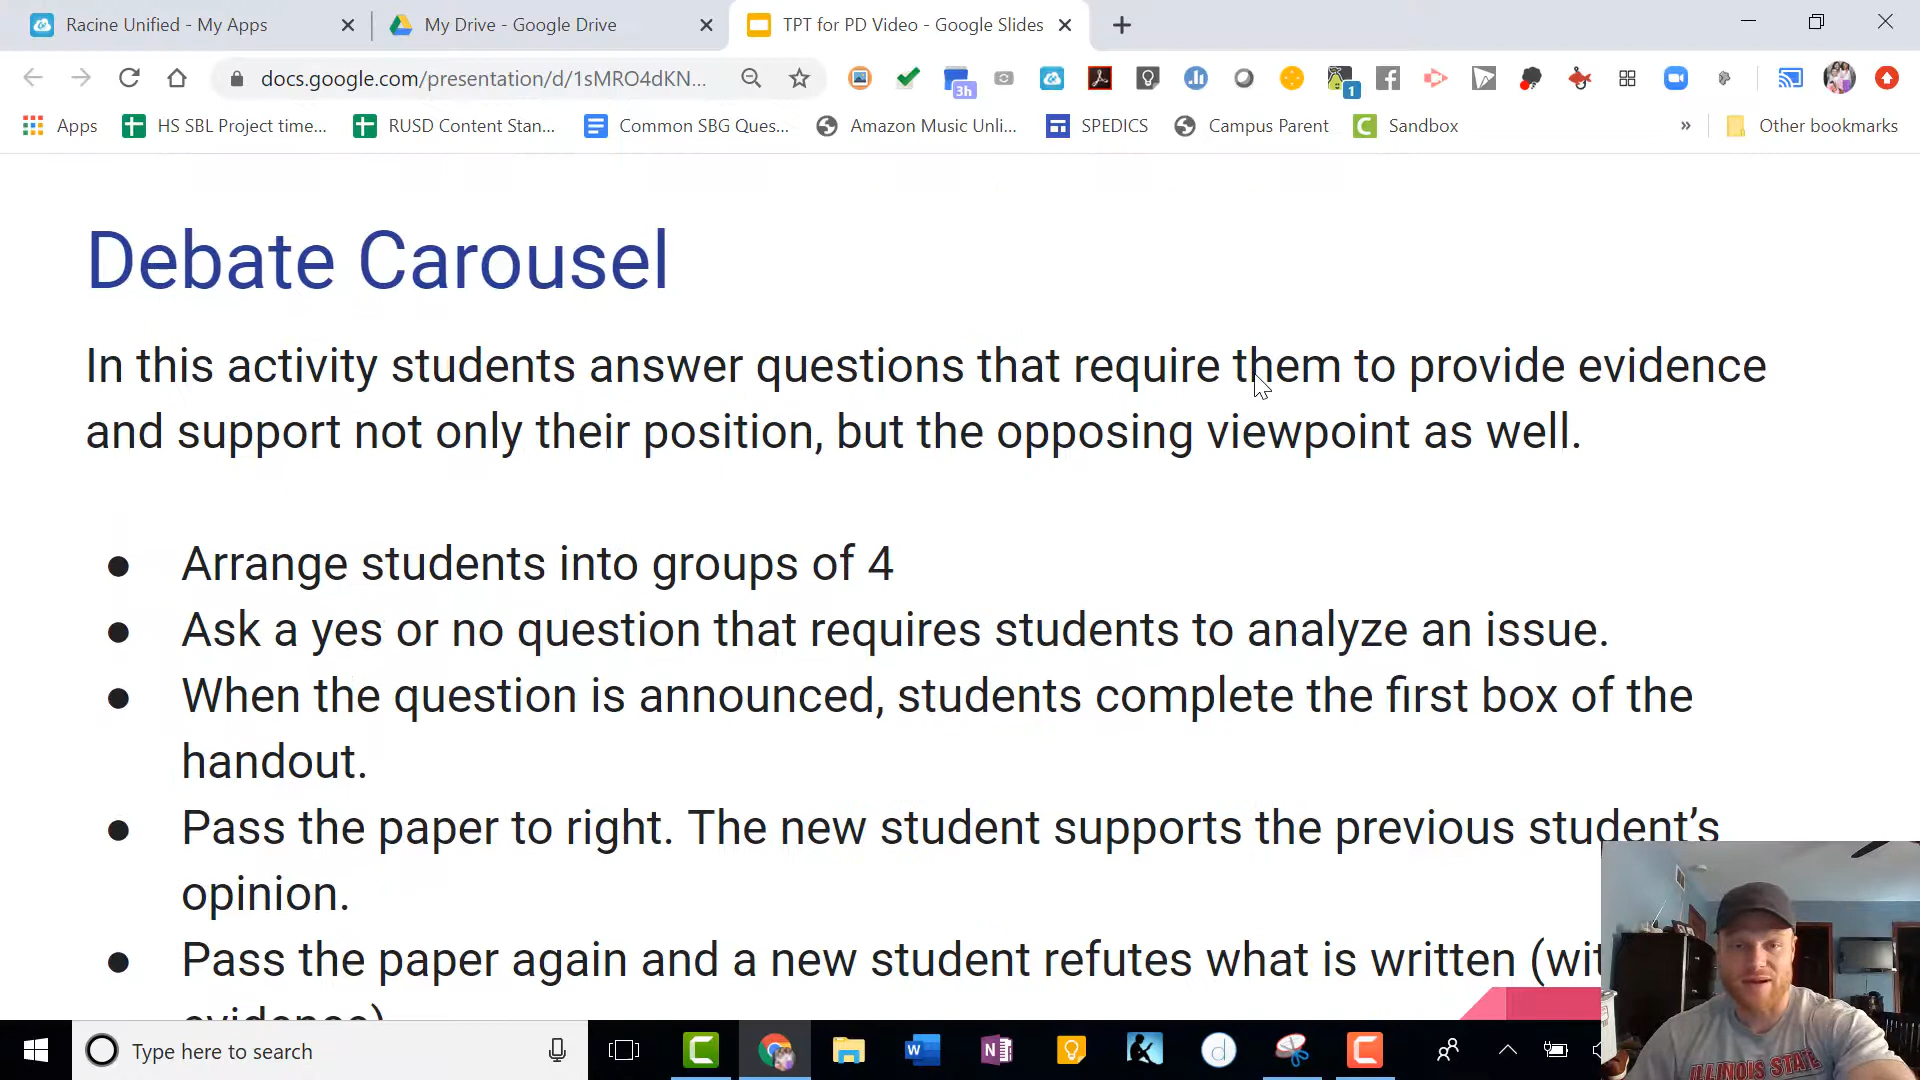 Racine Unified - My Apps
My Drive - Google Drive
TPT for PD Video - Google Slides
docs.google.com/presentation/d/1sMRO4dKN...
3h
1
Apps
HS SBL Project time...
RUSD Content Stan...
Common SBG Ques...
Amazon Music Unli...
SPEDICS
Campus Parent
Sandbox
»
Other bookmarks
Debate Carousel
In this activity students answer questions that require them to provide evidence
and support not only their position, but the opposing viewpoint as well.
● Arrange students into groups of 4
● Ask a yes or no question that requires students to analyze an issue.
● When the question is announced, students complete the first box of the
handout.
● Pass the paper to right. The new student supports the previous student’s
opinion.
● Pass the paper again and a new student refutes what is written (wit
evidence)
Type here to search
ILLINOIS STATE